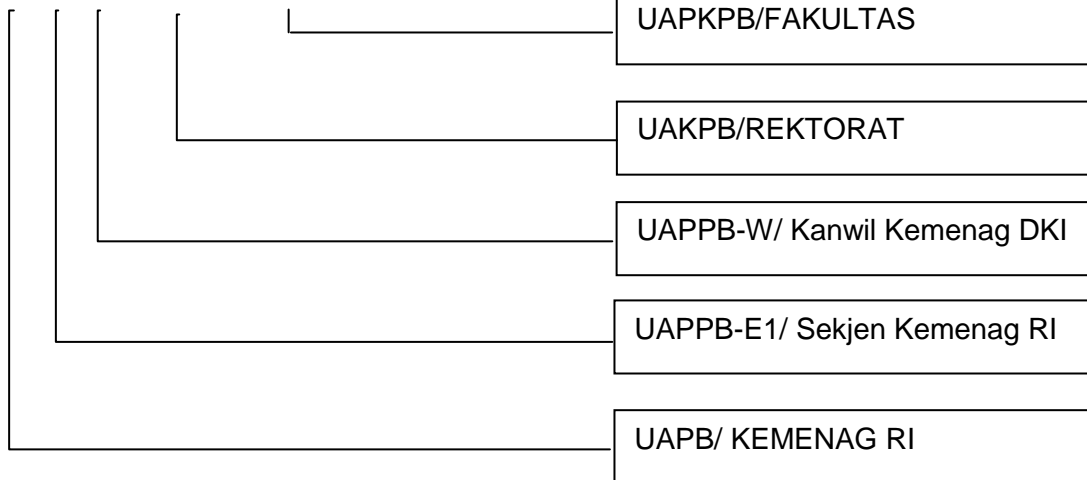 UAPKPB/FAKULTAS
UAKPB/REKTORAT
UAPPB-W/ Kanwil Kemenag DKI
UAPPB-E1/ Sekjen Kemenag RI
UAPB/ KEMENAG RI